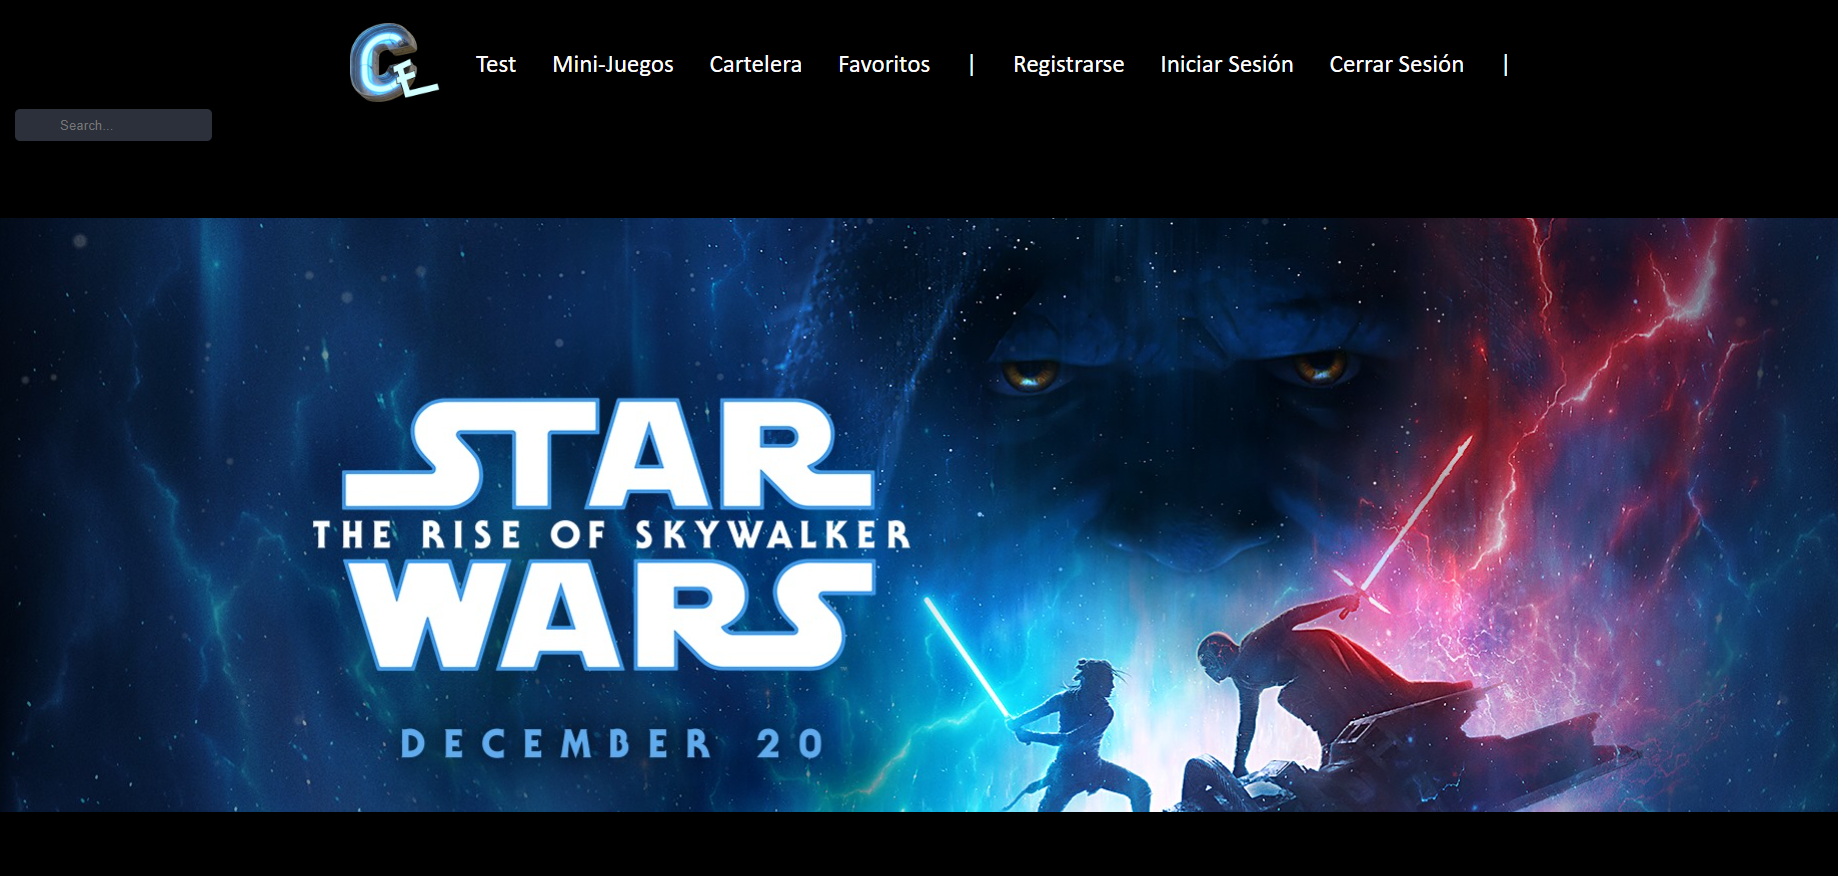 CE Test Mini-Juegos Cartelera Favoritos | Registrarse Iniciar Sesión Cerrar Sesión |
Search...
STAR
THE RISE OF SKYWALKER
WARS
DECEMBER 20